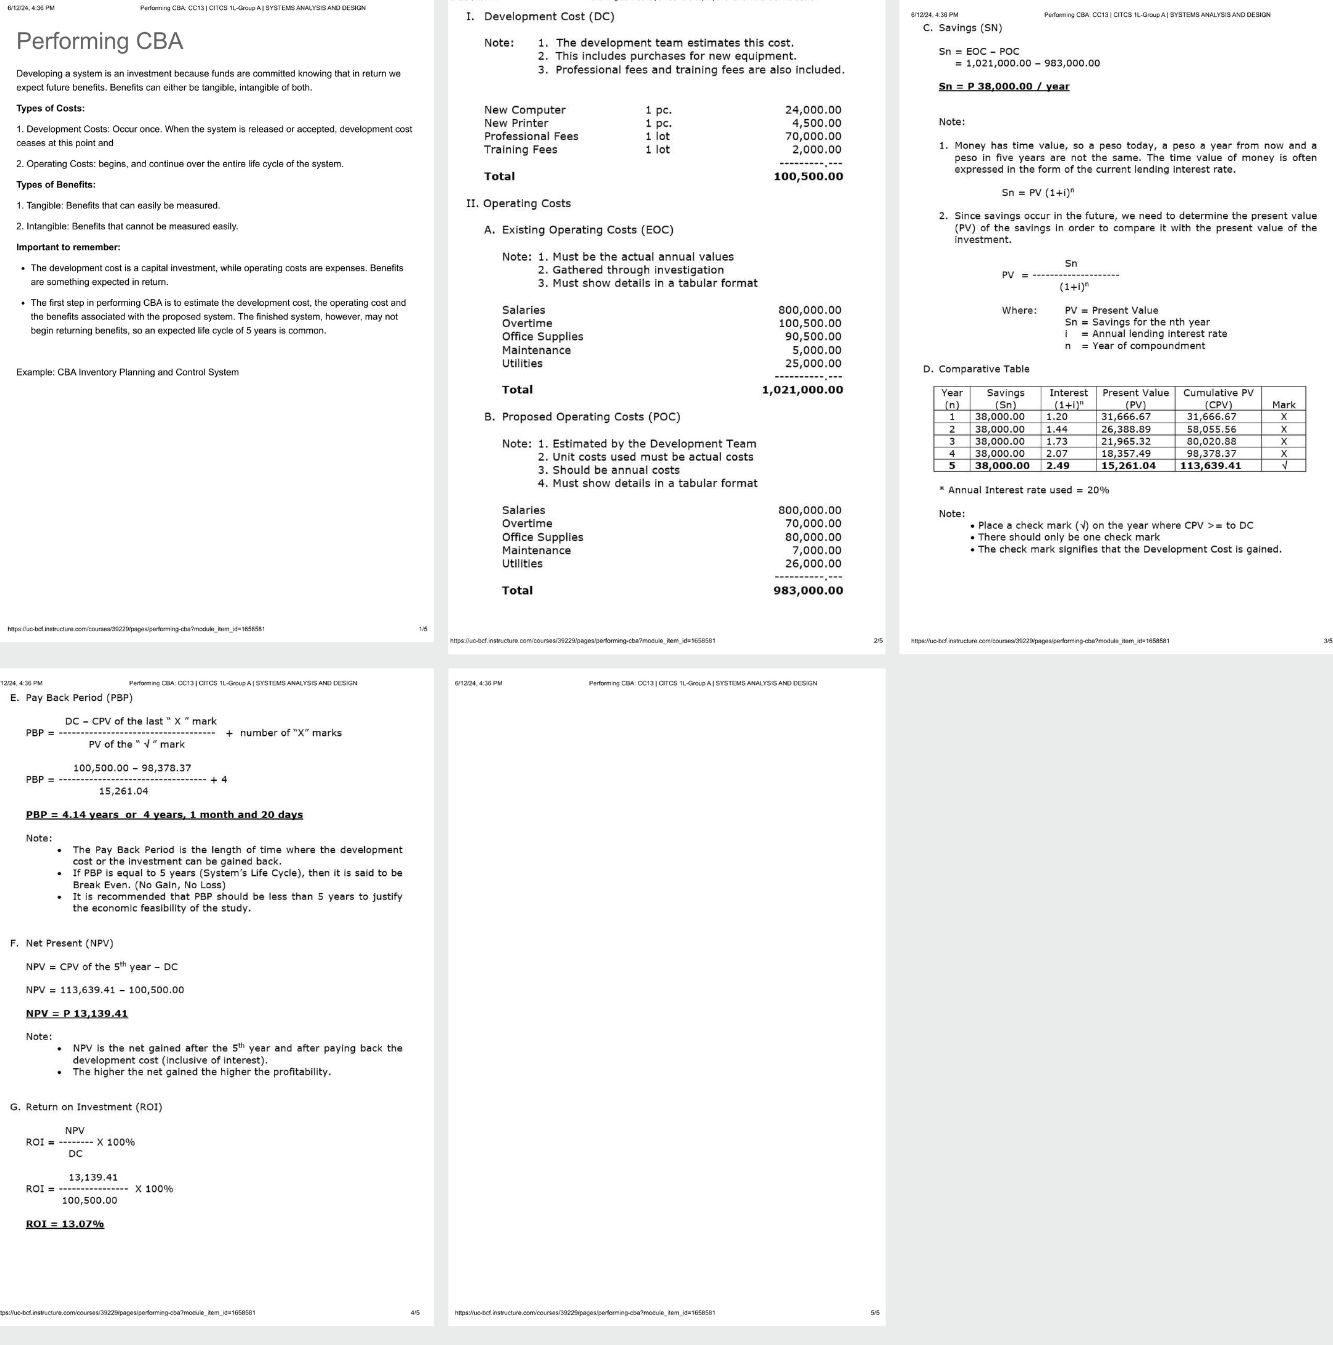 6/12/24, 4:36 PM Performing CBA: CC13 | CITCS 1L-Group A | SYSTEMS ANALYSIS AND DESIGN
Performing CBA
Developing a system is an investment because funds are committed knowing that in return we
expect future benefits. Benefits can either be tangible, intangible of both.
Types of Costs:
1. Development Costs: Occur once. When the system is released or accepted, development cost
ceases at this point and
2. Operating Costs: begins, and continue over the entire life cycle of the system.
Types of Benefits:
1. Tangible: Benefits that can easily be measured.
2. Intangible: Benefits that cannot be measured easily.
Important to remember:
• The development cost is a capital investment, while operating costs are expenses. Benefits
are something expected in return.
• The first step in performing CBA is to estimate the development cost, the operating cost and
the benefits associated with the proposed system. The finished system, however, may not
begin returning benefits, so an expected life cycle of 5 years is common.
Example: CBA Inventory Planning and Control System
https://uc-bcf.instructure.com/courses/39229/pages/performing-cba?module_item_id=1658581 1/5
I. Development Cost (DC)
Note: 1. The development team estimates this cost.
2. This includes purchases for new equipment.
3. Professional fees and training fees are also included.
New Computer 1 pc. 24,000.00
New Printer 1 pc. 4,500.00
Professional Fees 1 lot 70,000.00
Training Fees 1 lot 2,000.00
---------.---
Total 100,500.00
II. Operating Costs
A. Existing Operating Costs (EOC)
Note: 1. Must be the actual annual values
2. Gathered through investigation
3. Must show details in a tabular format
Salaries 800,000.00
Overtime 100,500.00
Office Supplies 90,500.00
Maintenance 5,000.00
Utilities 25,000.00
----------.---
Total 1,021,000.00
B. Proposed Operating Costs (POC)
Note: 1. Estimated by the Development Team
2. Unit costs used must be actual costs
3. Should be annual costs
4. Must show details in a tabular format
Salaries 800,000.00
Overtime 70,000.00
Office Supplies 80,000.00
Maintenance 7,000.00
Utilities 26,000.00
----------.---
Total 983,000.00
https://uc-bcf.instructure.com/courses/39229/pages/performing-cba?module_item_id=1658581 2/5
6/12/24, 4:36 PM Performing CBA: CC13 | CITCS 1L-Group A | SYSTEMS ANALYSIS AND DESIGN
C. Savings (SN)
Sn = EOC – POC
= 1,021,000.00 – 983,000.00
Sn = P 38,000.00 / year
Note:
1. Money has time value, so a peso today, a peso a year from now and a
peso in five years are not the same. The time value of money is often
expressed in the form of the current lending interest rate.
Sn = PV (1+i)ⁿ
2. Since savings occur in the future, we need to determine the present value
(PV) of the savings in order to compare it with the present value of the
investment.
Sn
PV = --------------------
(1+i)ⁿ
Where: PV = Present Value
Sn = Savings for the nth year
i = Annual lending interest rate
n = Year of compoundment
D. Comparative Table
Year Savings Interest Present Value Cumulative PV
(n) (Sn) (1+i)ⁿ (PV) (CPV) Mark
1 38,000.00 1.20 31,666.67 31,666.67 X
2 38,000.00 1.44 26,388.89 58,055.56 X
3 38,000.00 1.73 21,965.32 80,020.88 X
4 38,000.00 2.07 18,357.49 98,378.37 X
5 38,000.00 2.49 15,261.04 113,639.41 √
* Annual Interest rate used = 20%
Note:
• Place a check mark (√) on the year where CPV >= to DC
• There should only be one check mark
• The check mark signifies that the Development Cost is gained.
https://uc-bcf.instructure.com/courses/39229/pages/performing-cba?module_item_id=1658581 3/5
12/24, 4:36 PM Performing CBA: CC13 | CITCS 1L-Group A | SYSTEMS ANALYSIS AND DESIGN
E. Pay Back Period (PBP)
DC – CPV of the last “ X ” mark
PBP = ------------------------------------ + number of “X” marks
PV of the “ √ ” mark
100,500.00 – 98,378.37
PBP = ---------------------------------- + 4
15,261.04
PBP = 4.14 years or 4 years, 1 month and 20 days
Note:
• The Pay Back Period is the length of time where the development
cost or the investment can be gained back.
• If PBP is equal to 5 years (System’s Life Cycle), then it is said to be
Break Even. (No Gain, No Loss)
• It is recommended that PBP should be less than 5 years to justify
the economic feasibility of the study.
F. Net Present (NPV)
NPV = CPV of the 5th year – DC
NPV = 113,639.41 – 100,500.00
NPV = P 13,139.41
Note:
• NPV is the net gained after the 5th year and after paying back the
development cost (inclusive of interest).
• The higher the net gained the higher the profitability.
G. Return on Investment (ROI)
NPV
ROI = -------- X 100%
DC
13,139.41
ROI = ---------------- X 100%
100,500.00
ROI = 13.07%
tps://uc-bcf.instructure.com/courses/39229/pages/performing-cba?module_item_id=1658581 4/5
6/12/24, 4:36 PM Performing CBA: CC13 | CITCS 1L-Group A | SYSTEMS ANALYSIS AND DESIGN
https://uc-bcf.instructure.com/courses/39229/pages/performing-cba?module_item_id=1658581 5/5